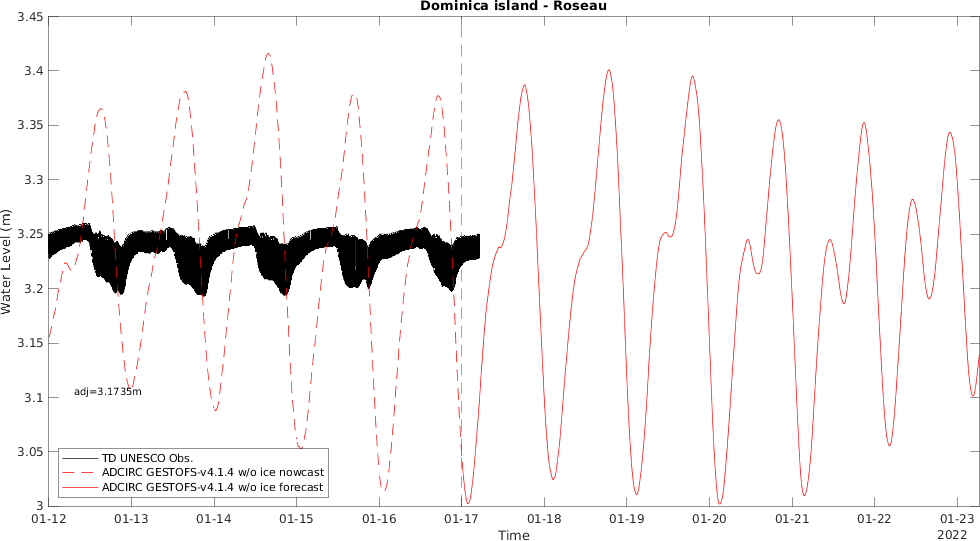 Dominica island - Roseau
3.45
3.4
3.35
3.3
3.25
3.2
3.15
3.1
3.05
3
Water Level (m)
adj=3.1735m
TD UNESCO Obs.
ADCIRC GESTOFS-v4.1.4 w/o ice nowcast
ADCIRC GESTOFS-v4.1.4 w/o ice forecast
01-12 01-13 01-14 01-15 01-16 01-17 01-18 01-19 01-20 01-21 01-22 01-23
Time 2022